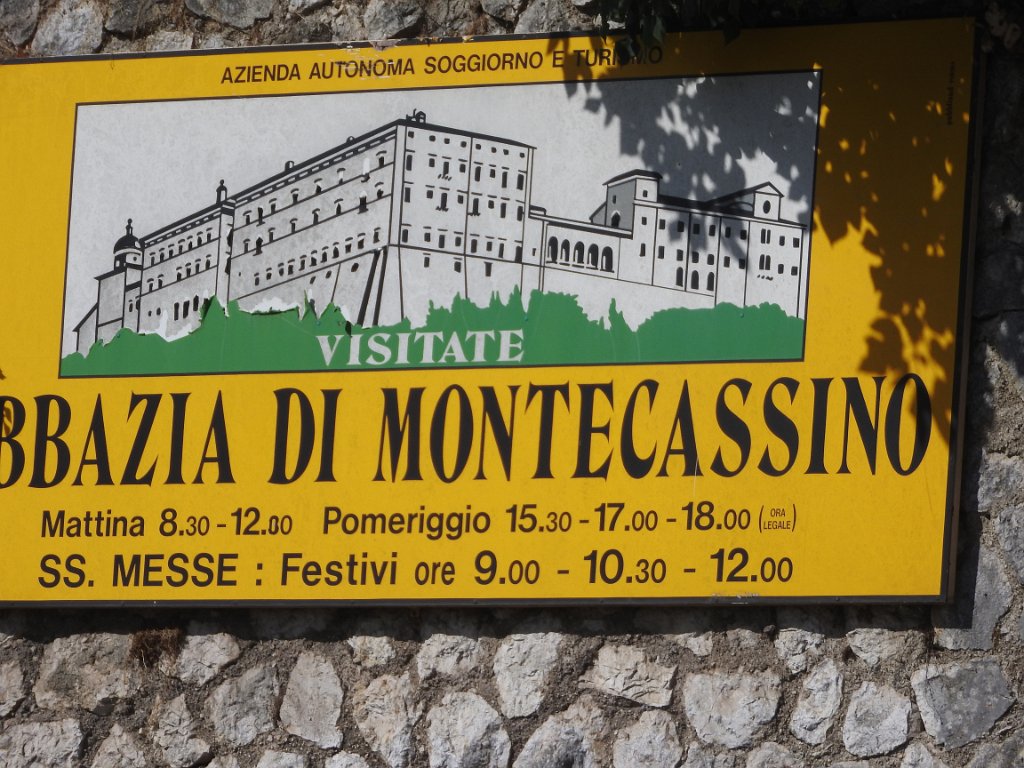 AZIENDA AUTONOMA SOGGIORNO E TURISMO
VISITATE
BBAZIA DI MONTECASSINO
Mattina 8.30 - 12.00 Pomeriggio 15.30 - 17.00 - 18.00 (ORA LEGALE)
SS. MESSE : Festivi ore 9.00 - 10.30 - 12.00